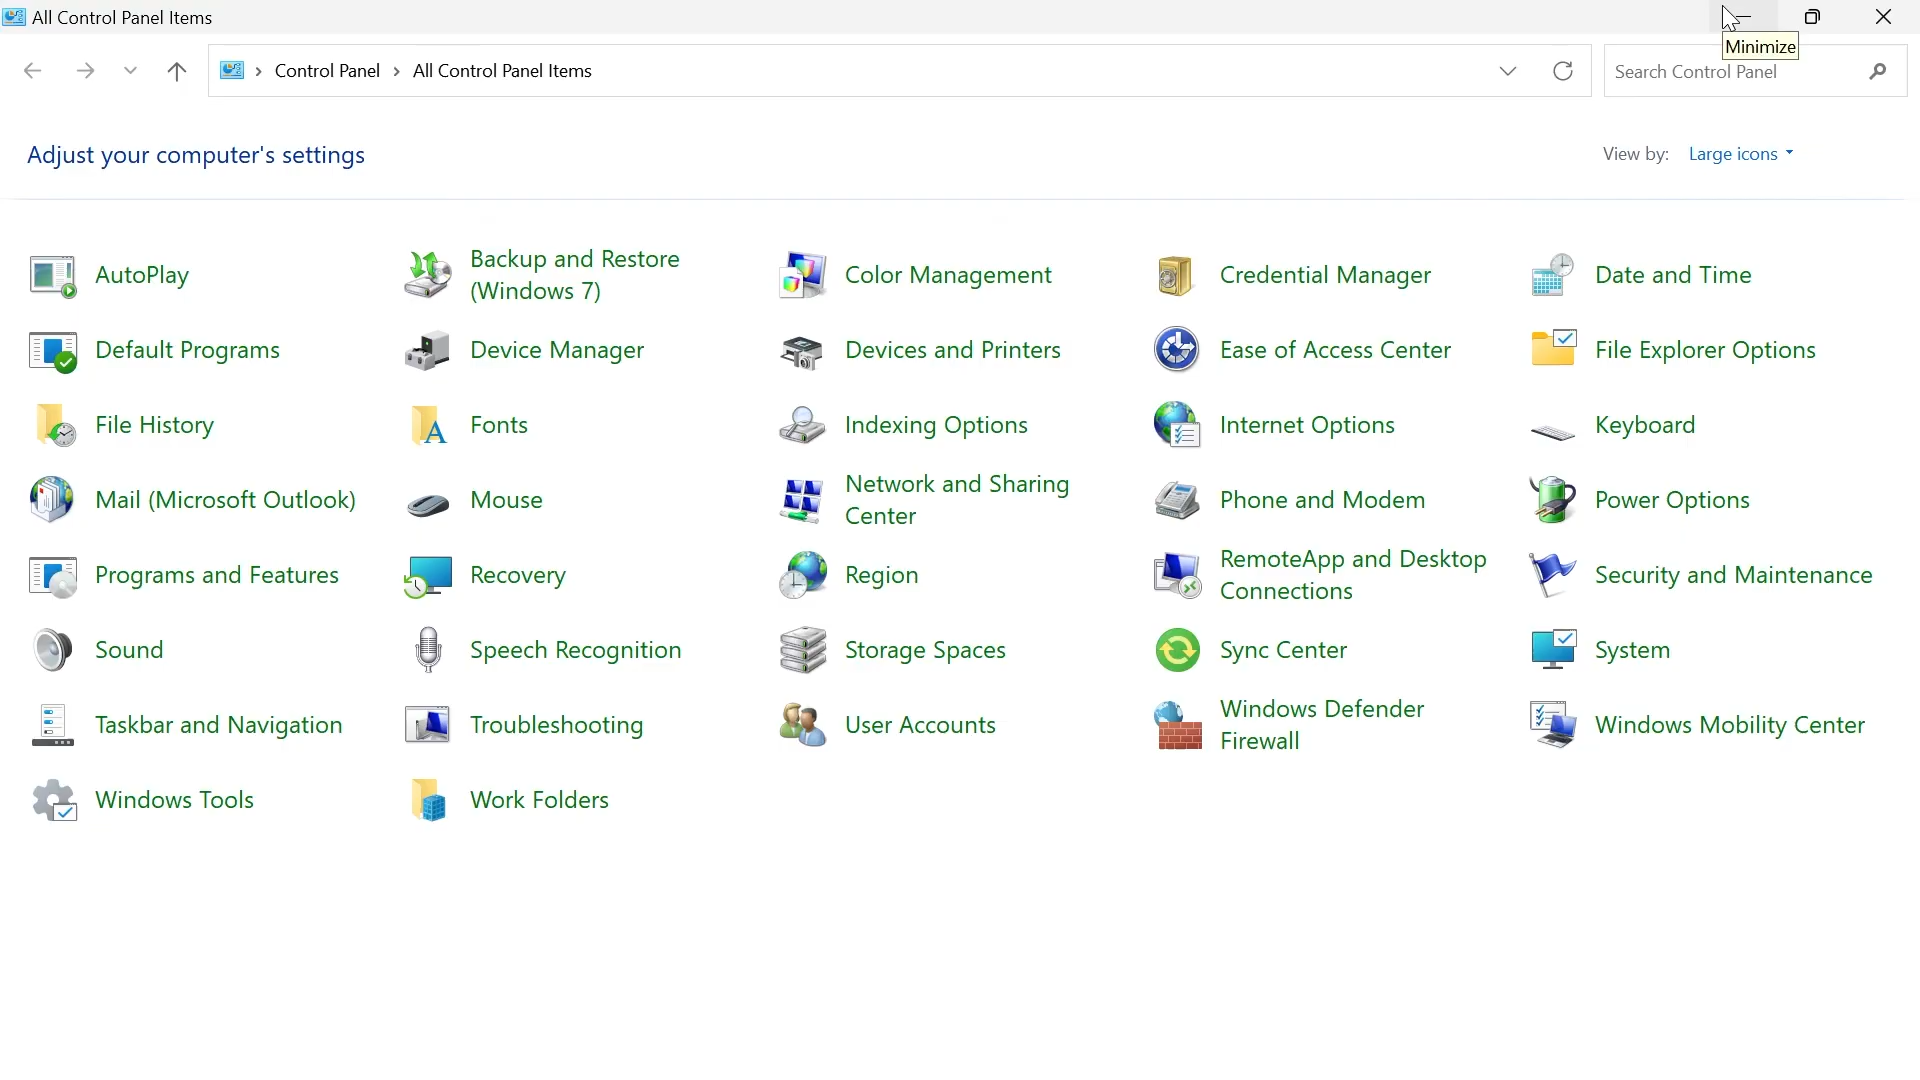 All Control Panel Items
Minimize
Control Panel > All Control Panel Items
Search Control Panel
Adjust your computer's settings
View by: Large icons
AutoPlay
Backup and Restore
(Windows 7)
Color Management
Credential Manager
Date and Time
Default Programs
Device Manager
Devices and Printers
Ease of Access Center
File Explorer Options
File History
Fonts
Indexing Options
Internet Options
Keyboard
Mail (Microsoft Outlook)
Mouse
Network and Sharing
Center
Phone and Modem
Power Options
Programs and Features
Recovery
Region
RemoteApp and Desktop
Connections
Security and Maintenance
Sound
Speech Recognition
Storage Spaces
Sync Center
System
Taskbar and Navigation
Troubleshooting
User Accounts
Windows Defender
Firewall
Windows Mobility Center
Windows Tools
Work Folders